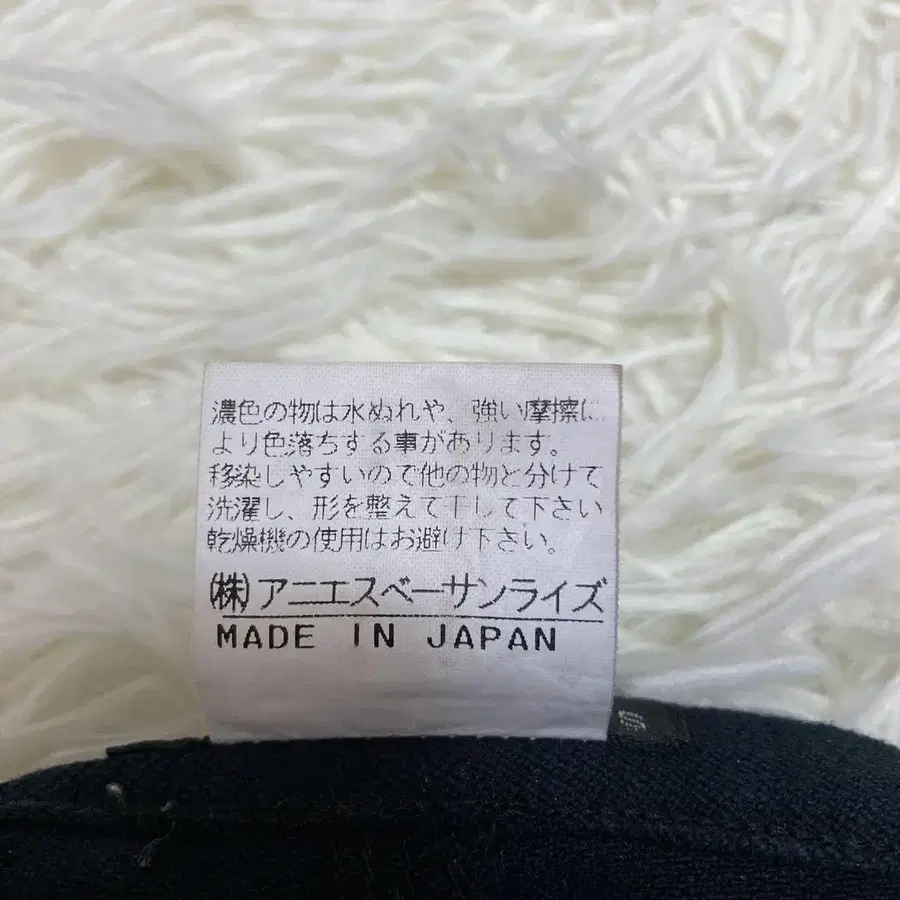 濃色の物は水ぬれや、強い摩擦に
より色落ちする事があります。
移染しやすいので他の物と分けて
洗濯し、形を整えて干して下さい
乾燥機の使用はお避け下さい。
(株)アニエスベーサンライズ
MADE IN JAPAN